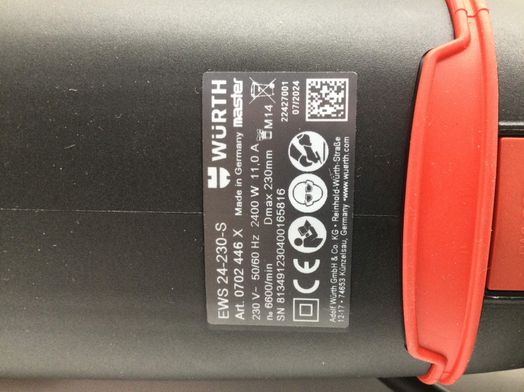 EWS 24-230-S
Art. 0702 446 X
WÜRTH
Made in Germany master
230 V~ 50/60 Hz 2400 W 11,0 A
n₀ 6600/min Dmax 230mm M14
SN 813491230400165816
22427001
07/2024
CE
Adolf Würth GmbH & Co. KG • Reinhold-Würth-Straße
12-17 • 74653 Künzelsau, Germany • www.wuerth.com